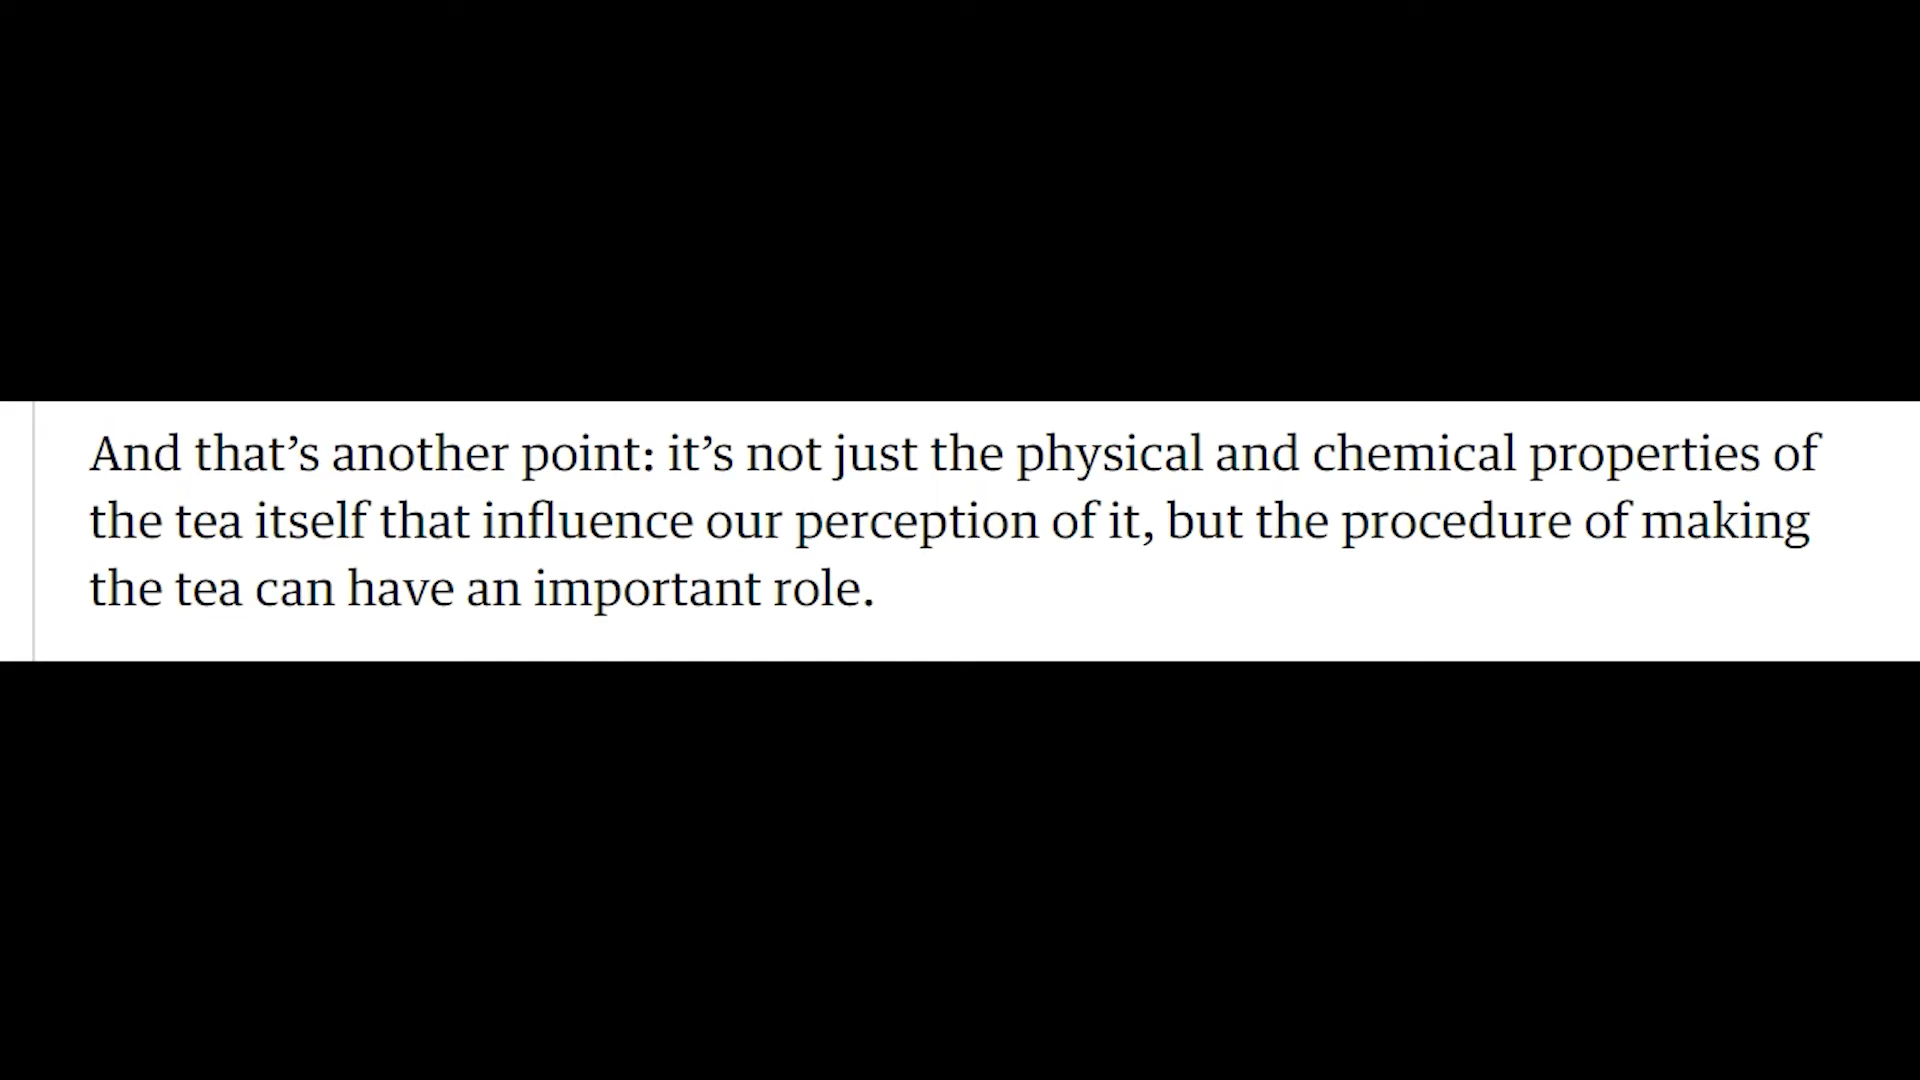 And that’s another point: it’s not just the physical and chemical properties of
the tea itself that influence our perception of it, but the procedure of making
the tea can have an important role.